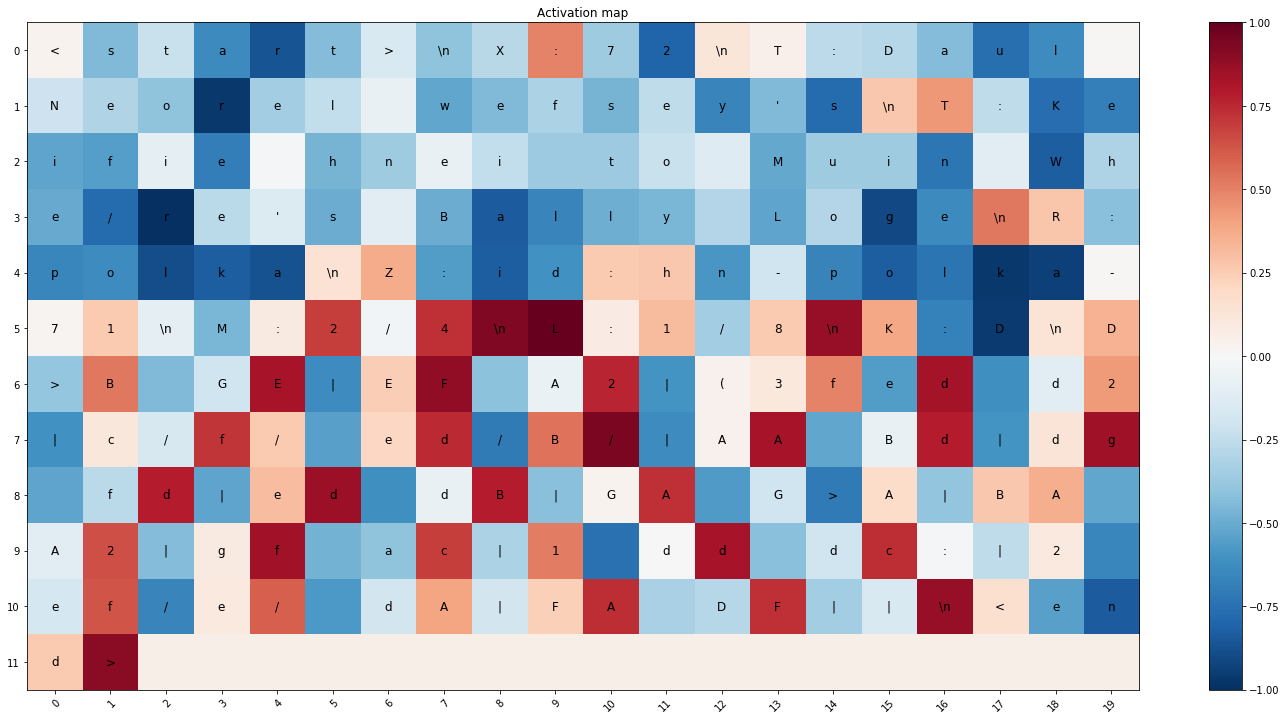 Activation map
0 < s t a r t > \n X : 7 2 \n T : D a u l
1 N e o r e l w e f s e y ' s \n T : K e
2 i f i e h n e i t o M u i n W h
3 e / r e ' s B a l l y L o g e \n R :
4 p o l k a \n Z : i d : h n - p o l k a -
5 7 1 \n M : 2 / 4 \n L : 1 / 8 \n K : D \n D
6 > B G E | E F A 2 | ( 3 f e d d 2
7 | c / f / e d / B / | A A B d | d g
8 f d | e d d B | G A G > A | B A
9 A 2 | g f a c | 1 d d d c : | 2
10 e f / e / d A | F A D F | | \n < e n
11 d >
0 1 2 3 4 5 6 7 8 9 10 11 12 13 14 15 16 17 18 19
1.00
0.75
0.50
0.25
0.00
−0.25
−0.50
−0.75
−1.00